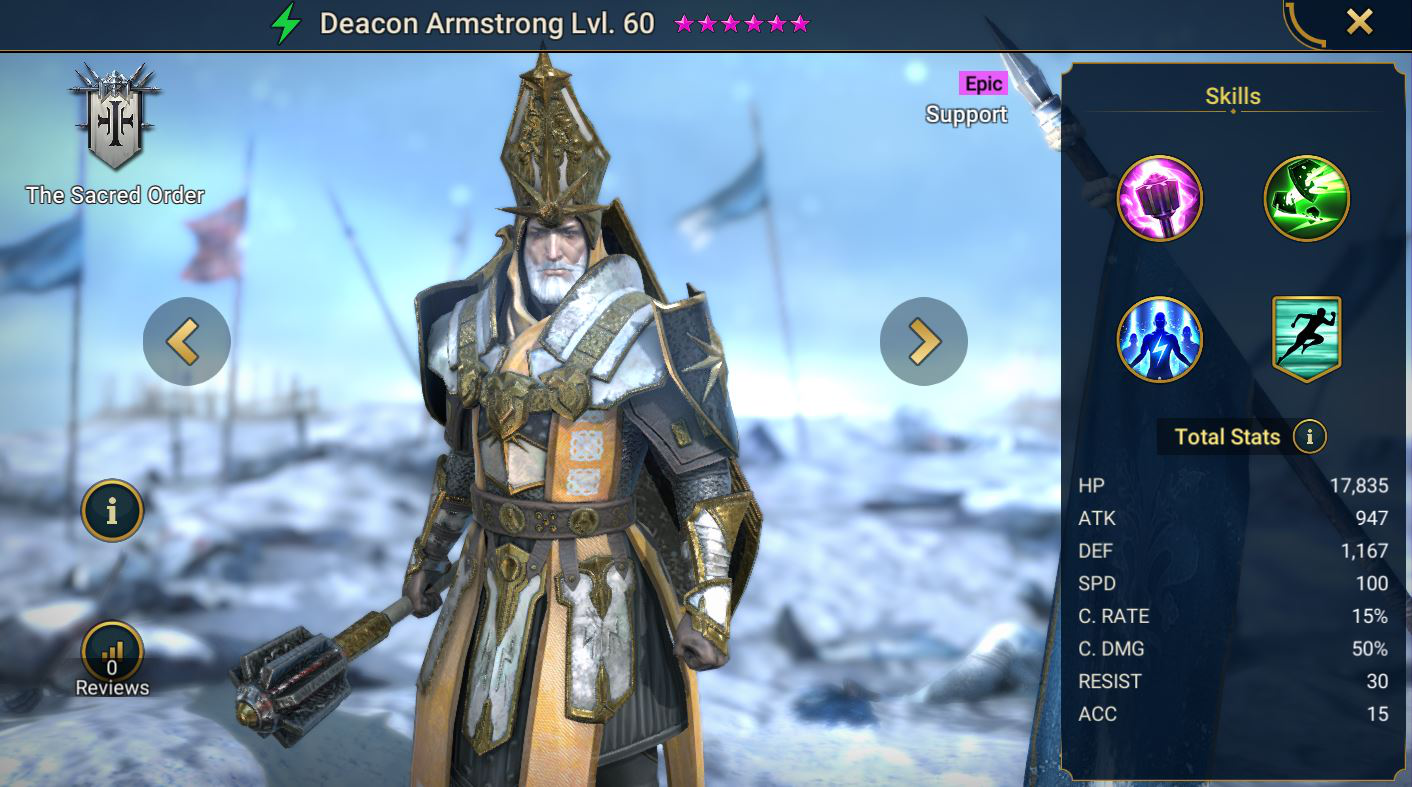 Deacon Armstrong Lvl. 60
The Sacred Order
Epic
Support
0
Reviews
Skills
Total Stats
HP 17,835
ATK 947
DEF 1,167
SPD 100
C. RATE 15%
C. DMG 50%
RESIST 30
ACC 15